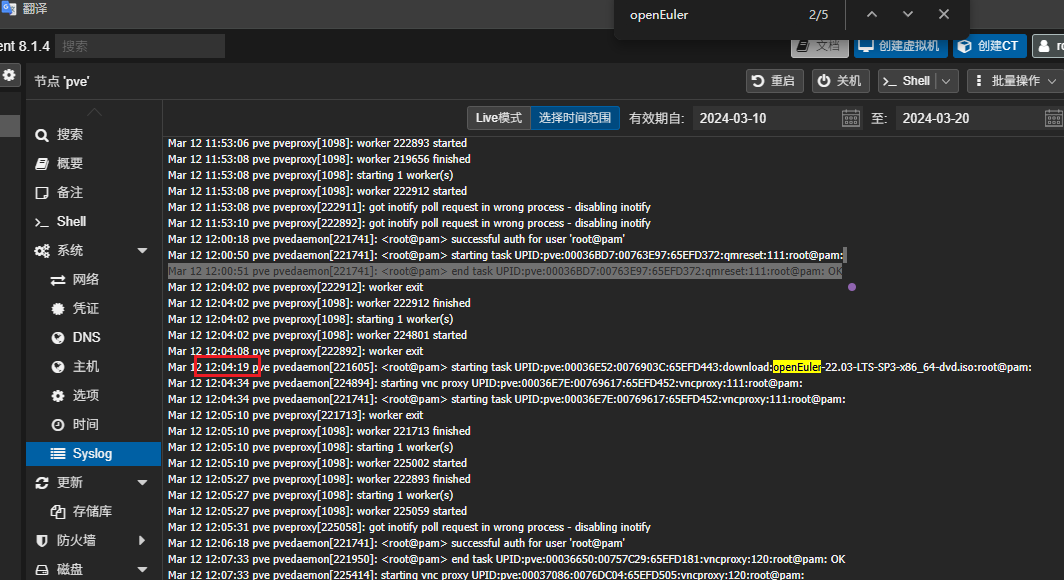 翻译
openEuler 2/5
ent 8.1.4 搜索 文档 创建虚拟机 创建CT
节点 'pve' 重启 关机 Shell 批量操作
Live模式 选择时间范围 有效期自: 2024-03-10 至: 2024-03-20
搜索
概要
备注
Shell
系统
网络
凭证
DNS
主机
选项
时间
Syslog
更新
存储库
防火墙
磁盘
Mar 12 11:53:06 pve pveproxy[1098]: worker 222893 started
Mar 12 11:53:08 pve pveproxy[1098]: worker 219656 finished
Mar 12 11:53:08 pve pveproxy[1098]: starting 1 worker(s)
Mar 12 11:53:08 pve pveproxy[1098]: worker 222912 started
Mar 12 11:53:08 pve pveproxy[222911]: got inotify poll request in wrong process - disabling inotify
Mar 12 11:53:10 pve pveproxy[222892]: got inotify poll request in wrong process - disabling inotify
Mar 12 12:00:18 pve pvedaemon[221741]: <root@pam> successful auth for user 'root@pam'
Mar 12 12:00:50 pve pvedaemon[221741]: <root@pam> starting task UPID:pve:00036BD7:00763E97:65EFD372:qmreset:111:root@pam:
Mar 12 12:00:51 pve pvedaemon[221741]: <root@pam> end task UPID:pve:00036BD7:00763E97:65EFD372:qmreset:111:root@pam: OK
Mar 12 12:04:02 pve pveproxy[222912]: worker exit
Mar 12 12:04:02 pve pveproxy[1098]: worker 222912 finished
Mar 12 12:04:02 pve pveproxy[1098]: starting 1 worker(s)
Mar 12 12:04:02 pve pveproxy[1098]: worker 224801 started
Mar 12 12:04:08 pve pveproxy[222892]: worker exit
Mar 12 12:04:19 pve pvedaemon[221605]: <root@pam> starting task UPID:pve:00036E52:0076903C:65EFD443:download:openEuler-22.03-LTS-SP3-x86_64-dvd.iso:root@pam:
Mar 12 12:04:34 pve pvedaemon[224894]: starting vnc proxy UPID:pve:00036E7E:00769617:65EFD452:vncproxy:111:root@pam:
Mar 12 12:04:34 pve pvedaemon[221741]: <root@pam> starting task UPID:pve:00036E7E:00769617:65EFD452:vncproxy:111:root@pam:
Mar 12 12:05:10 pve pveproxy[221713]: worker exit
Mar 12 12:05:10 pve pveproxy[1098]: worker 221713 finished
Mar 12 12:05:10 pve pveproxy[1098]: starting 1 worker(s)
Mar 12 12:05:10 pve pveproxy[1098]: worker 225002 started
Mar 12 12:05:27 pve pveproxy[1098]: worker 222893 finished
Mar 12 12:05:27 pve pveproxy[1098]: starting 1 worker(s)
Mar 12 12:05:27 pve pveproxy[1098]: worker 225059 started
Mar 12 12:05:31 pve pveproxy[225058]: got inotify poll request in wrong process - disabling inotify
Mar 12 12:06:18 pve pvedaemon[221741]: <root@pam> successful auth for user 'root@pam'
Mar 12 12:07:33 pve pvedaemon[221950]: <root@pam> end task UPID:pve:00036650:00757C29:65EFD181:vncproxy:120:root@pam: OK
Mar 12 12:07:33 pve pvedaemon[225414]: starting vnc proxy UPID:pve:00037086:0076DC04:65EFD505:vncproxy:120:root@pam: